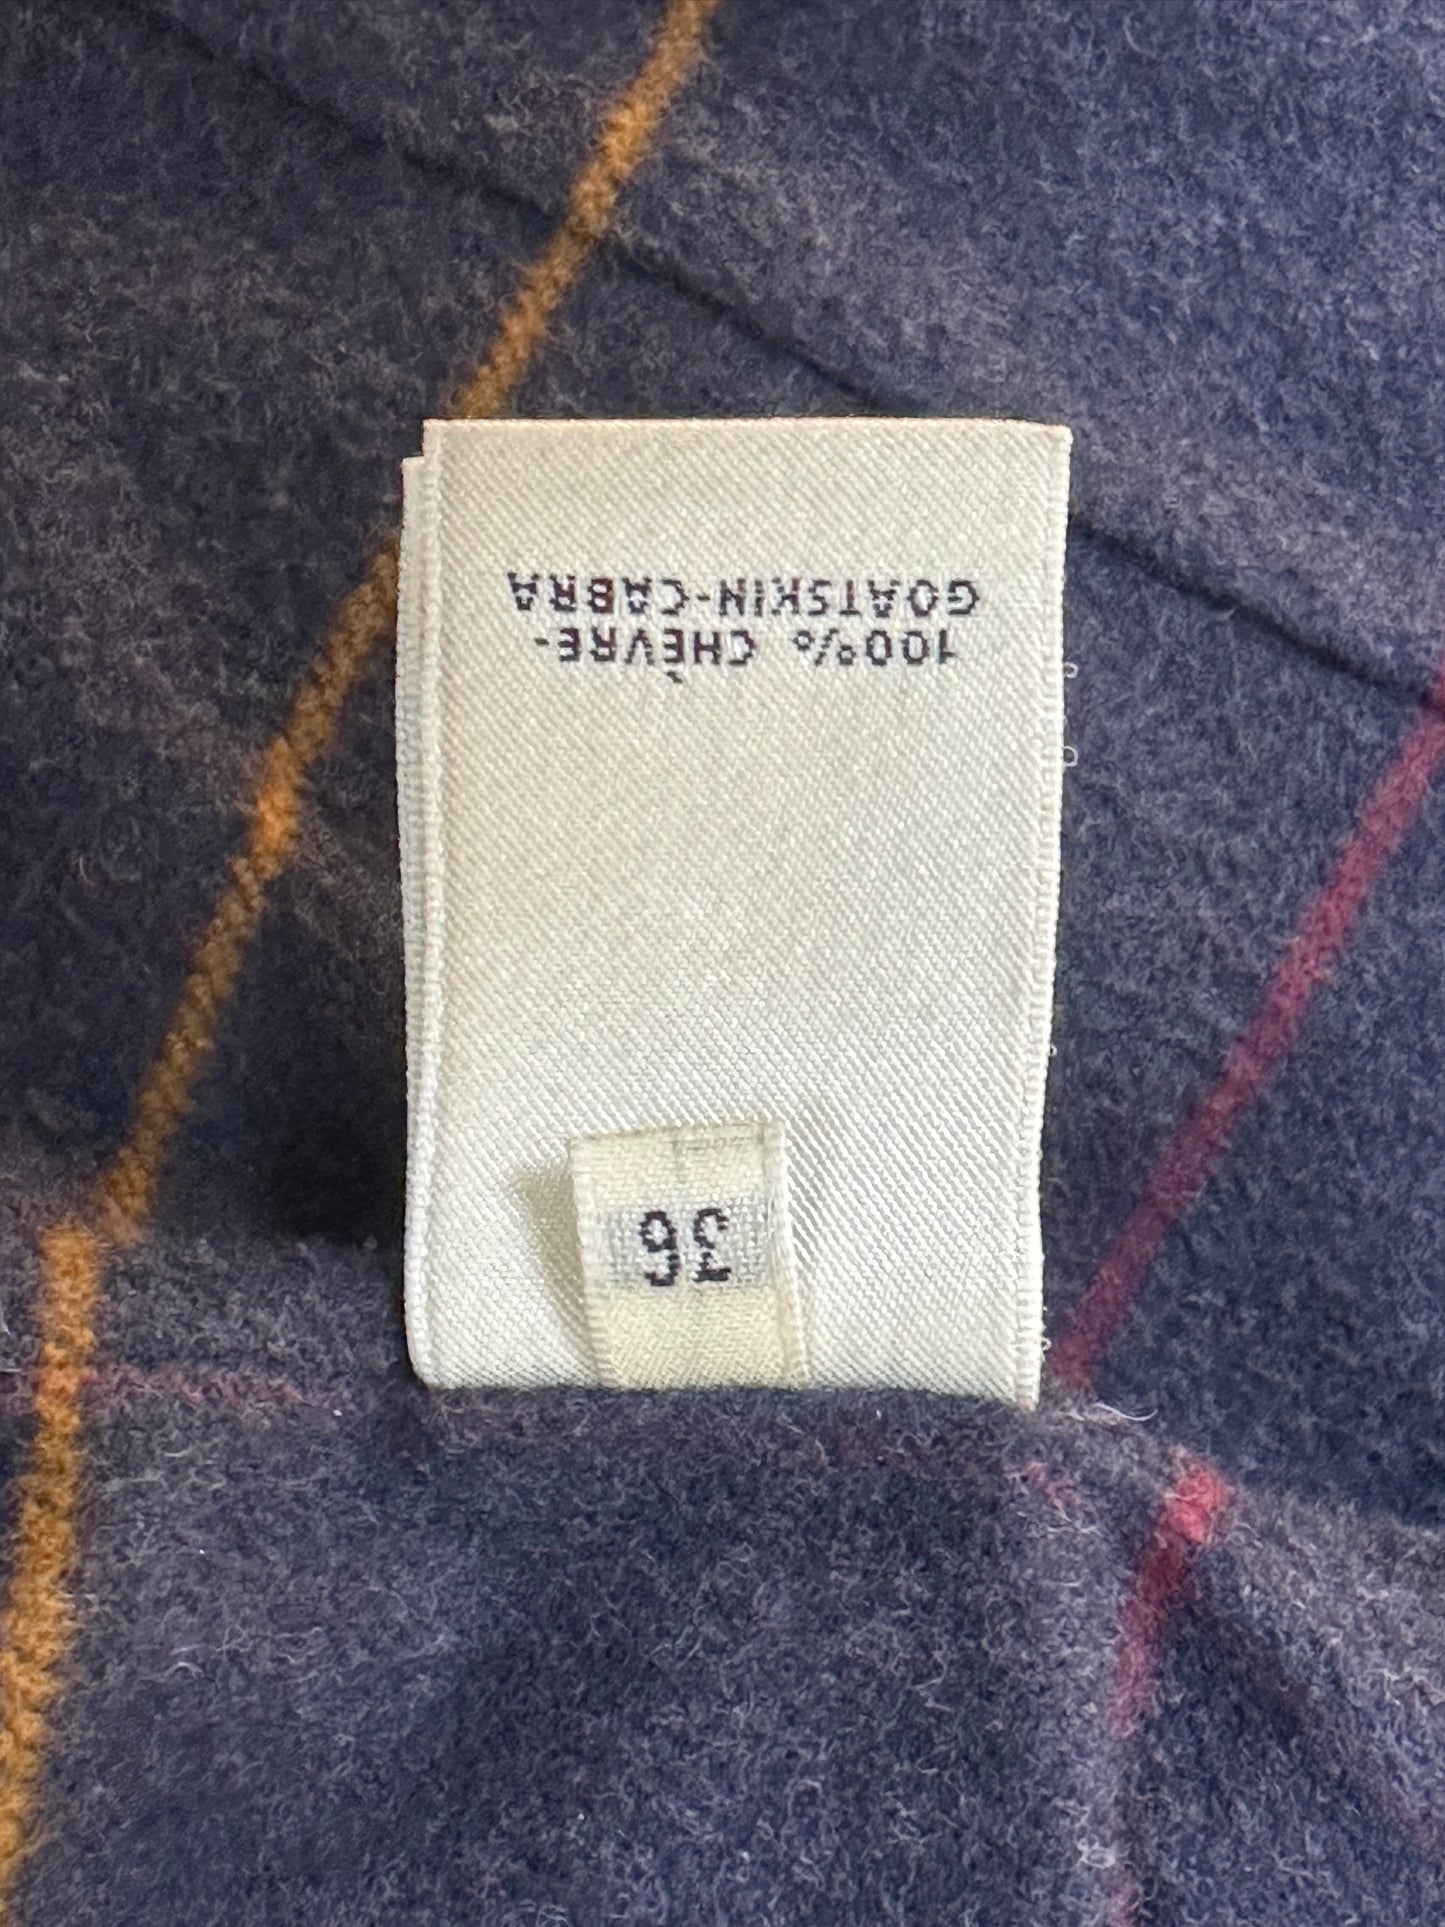 36
100% CHÈVRE-
GOATSKIN-CABRA